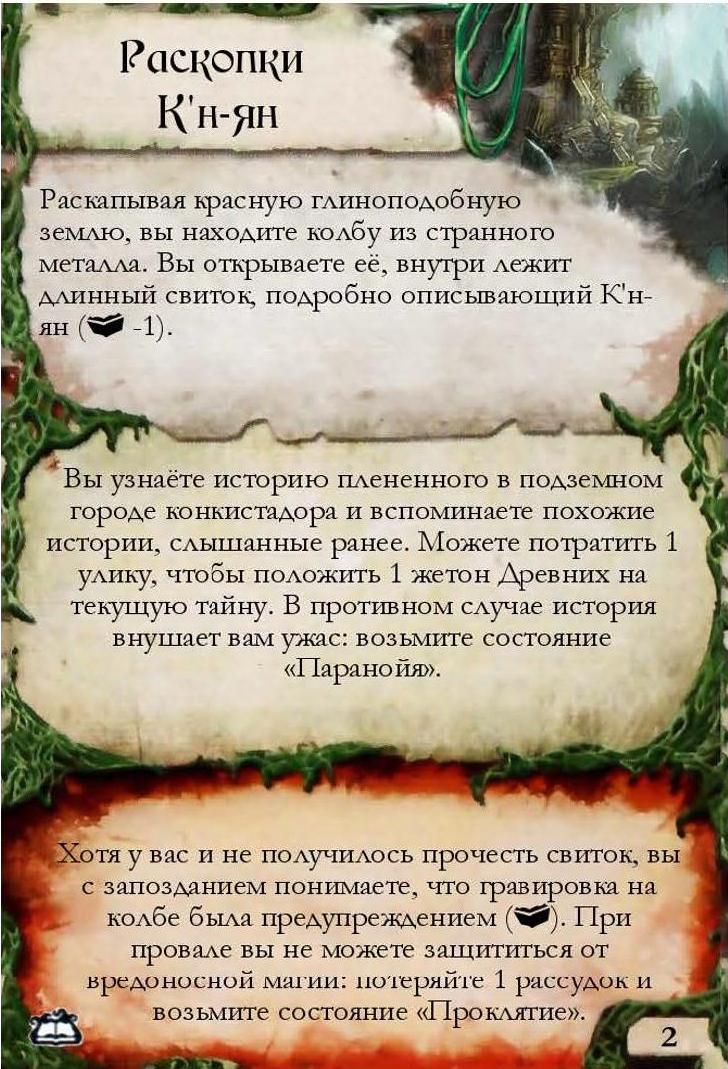 Раскопки
К'н-ян
Раскапывая красную глиноподобную
землю, вы находите колбу из странного
металла. Вы открываете её, внутри лежит
длинный свиток, подробно описывающий К'н-
ян ( -1).
Вы узнаёте историю плененного в подземном
городе конкистадора и вспоминаете похожие
истории, слышанные ранее. Можете потратить 1
улику, чтобы положить 1 жетон Древних на
текущую тайну. В противном случае история
внушает вам ужас: возьмите состояние
«Паранойя».
Хотя у вас и не получилось прочесть свиток, вы
с запозданием понимаете, что гравировка на
колбе была предупреждением ( ). При
провале вы не можете защититься от
вредоносной магии: потеряйте 1 рассудок и
возьмите состояние «Проклятие».
2